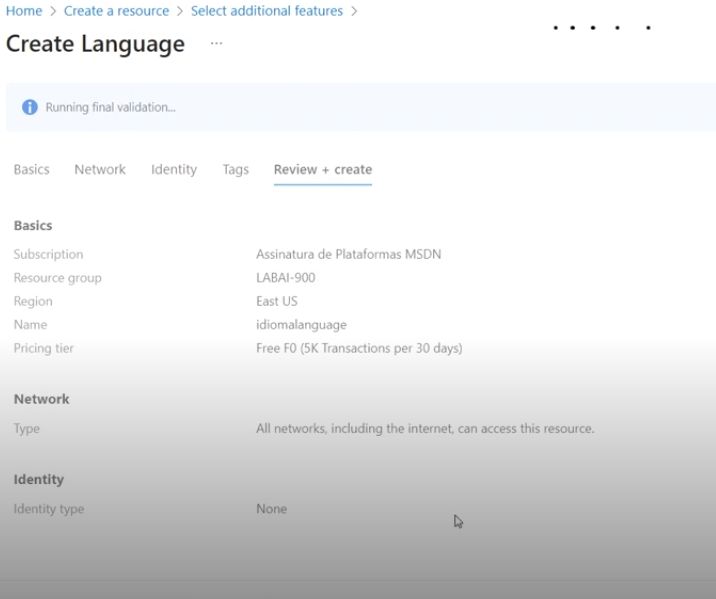 Home > Create a resource > Select additional features >
Create Language ...
Running final validation...
Basics Network Identity Tags Review + create
Basics
Subscription Assinatura de Plataformas MSDN
Resource group LABAI-900
Region East US
Name idiomalanguage
Pricing tier Free F0 (5K Transactions per 30 days)
Network
Type All networks, including the internet, can access this resource.
Identity
Identity type None